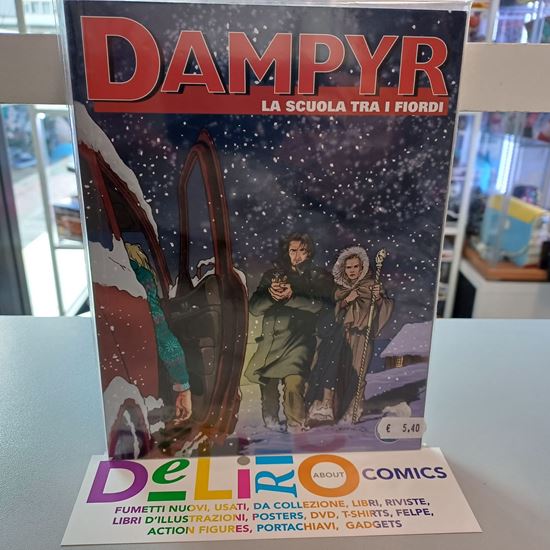 DAMPYR
LA SCUOLA TRA I FIORDI
€ 5,40
DeLiRiO ABOUT COMICS
FUMETTI NUOVI, USATI, DA COLLEZIONE, LIBRI, RIVISTE,
LIBRI D'ILLUSTRAZIONI, POSTERS, DVD, T-SHIRTS, FELPE,
ACTION FIGURES, PORTACHIAVI, GADGETS